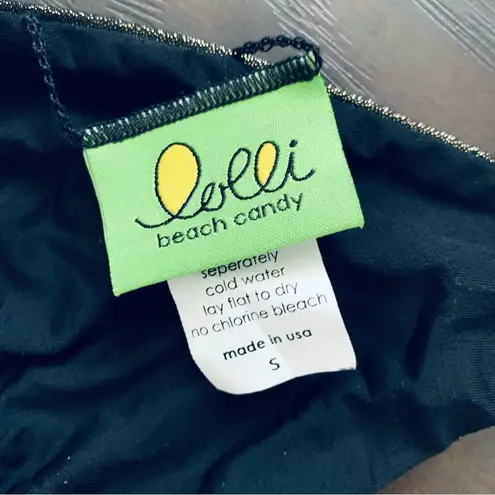 lolli
beach candy
seperately
cold water
lay flat to dry
no chlorine bleach
made in usa
S